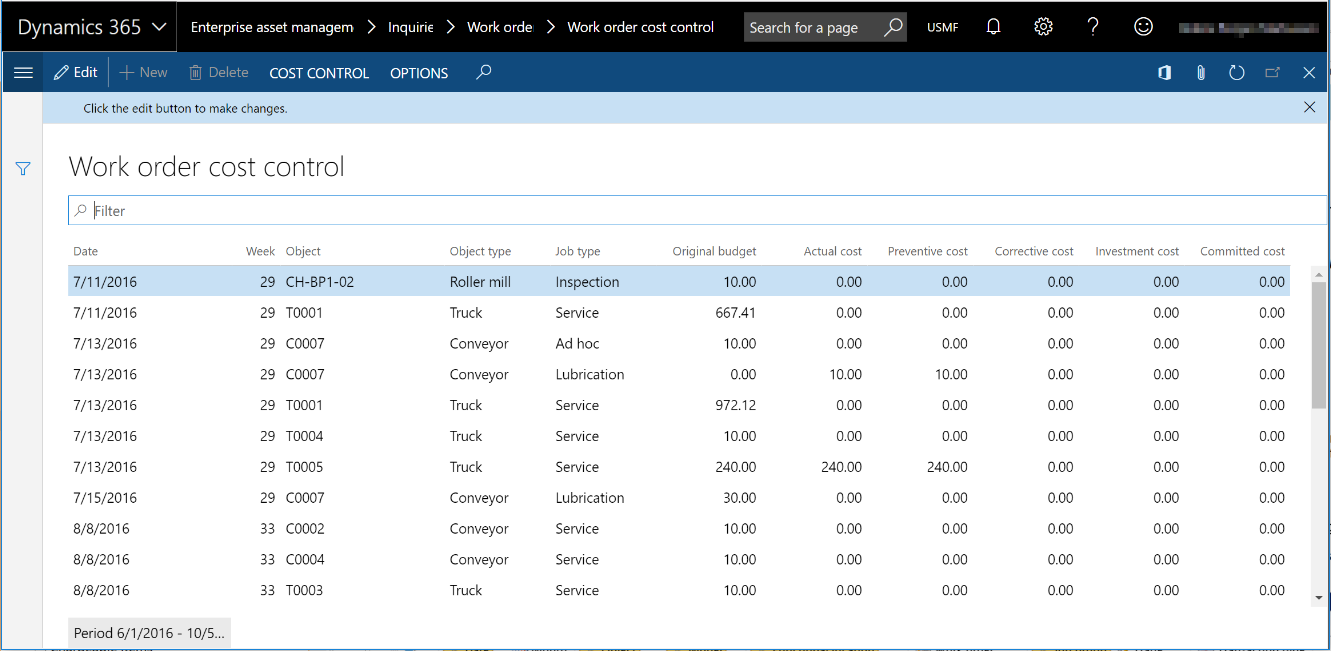 Dynamics 365 Enterprise asset managem Inquirie Work orde Work order cost control Search for a page USMF
Edit New Delete COST CONTROL OPTIONS
Click the edit button to make changes.
Work order cost control
Filter
Date Week Object Object type Job type Original budget Actual cost Preventive cost Corrective cost Investment cost Committed cost
7/11/2016 29 CH-BP1-02 Roller mill Inspection 10.00 0.00 0.00 0.00 0.00 0.00
7/11/2016 29 T0001 Truck Service 667.41 0.00 0.00 0.00 0.00 0.00
7/13/2016 29 C0007 Conveyor Ad hoc 10.00 0.00 0.00 0.00 0.00 0.00
7/13/2016 29 C0007 Conveyor Lubrication 0.00 10.00 10.00 0.00 0.00 0.00
7/13/2016 29 T0001 Truck Service 972.12 0.00 0.00 0.00 0.00 0.00
7/13/2016 29 T0004 Truck Service 10.00 0.00 0.00 0.00 0.00 0.00
7/13/2016 29 T0005 Truck Service 240.00 240.00 240.00 0.00 0.00 0.00
7/15/2016 29 C0007 Conveyor Lubrication 30.00 0.00 0.00 0.00 0.00 0.00
8/8/2016 33 C0002 Conveyor Service 10.00 0.00 0.00 0.00 0.00 0.00
8/8/2016 33 C0004 Conveyor Service 10.00 0.00 0.00 0.00 0.00 0.00
8/8/2016 33 T0003 Truck Service 10.00 0.00 0.00 0.00 0.00 0.00
Period 6/1/2016 - 10/5...